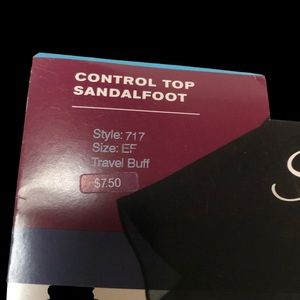 CONTROL TOP
SANDALFOOT
Style: 717
Size: EF
Travel Buff
$7.50